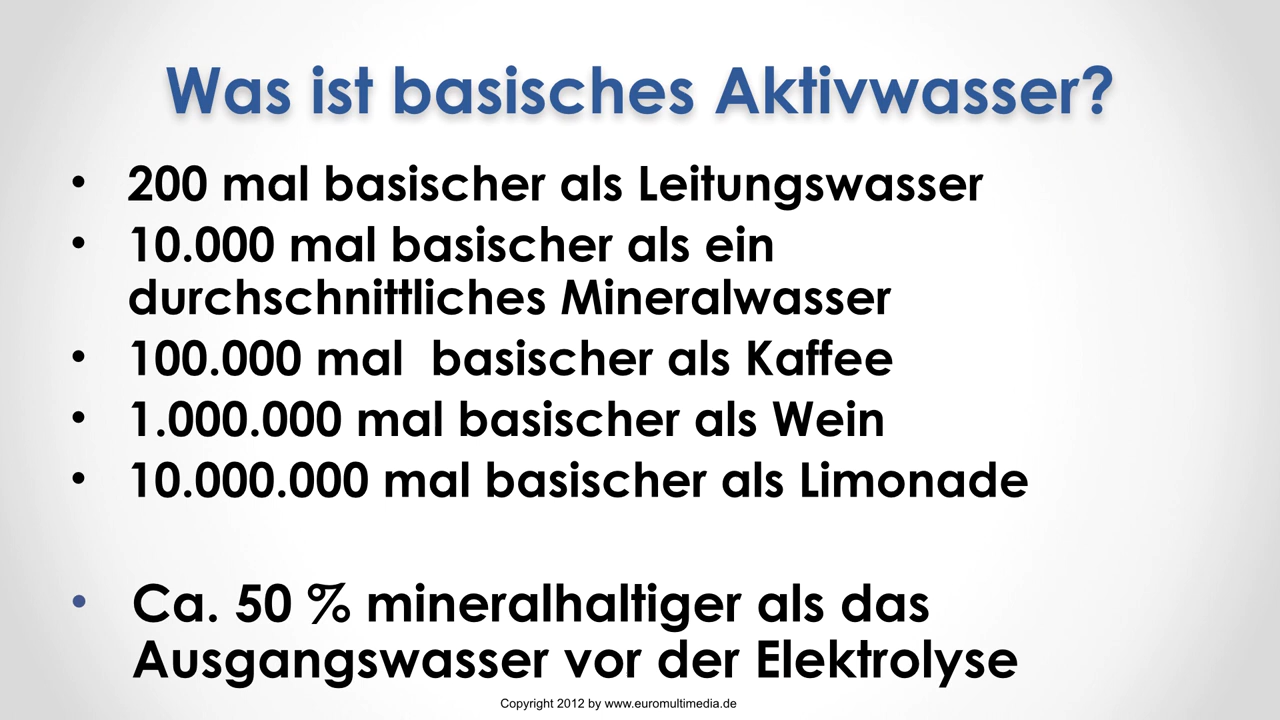 Was ist basisches Aktivwasser?
• 200 mal basischer als Leitungswasser
• 10.000 mal basischer als ein
durchschnittliches Mineralwasser
• 100.000 mal  basischer als Kaffee
• 1.000.000 mal basischer als Wein
• 10.000.000 mal basischer als Limonade
• Ca. 50 % mineralhaltiger als das
Ausgangswasser vor der Elektrolyse
Copyright 2012 by www.euromultimedia.de